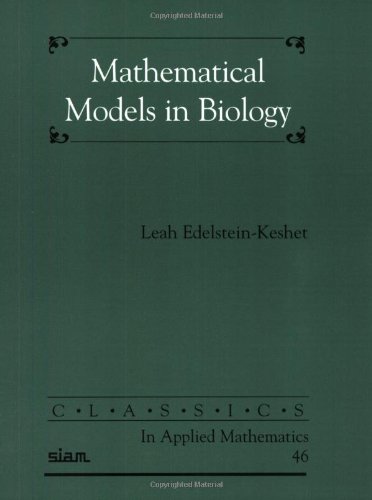 Copyrighted Material
Mathematical
Models in Biology
Leah Edelstein-Keshet
C • L • A • S • S • I • C • S
In Applied Mathematics
siam
46
Copyrighted Material